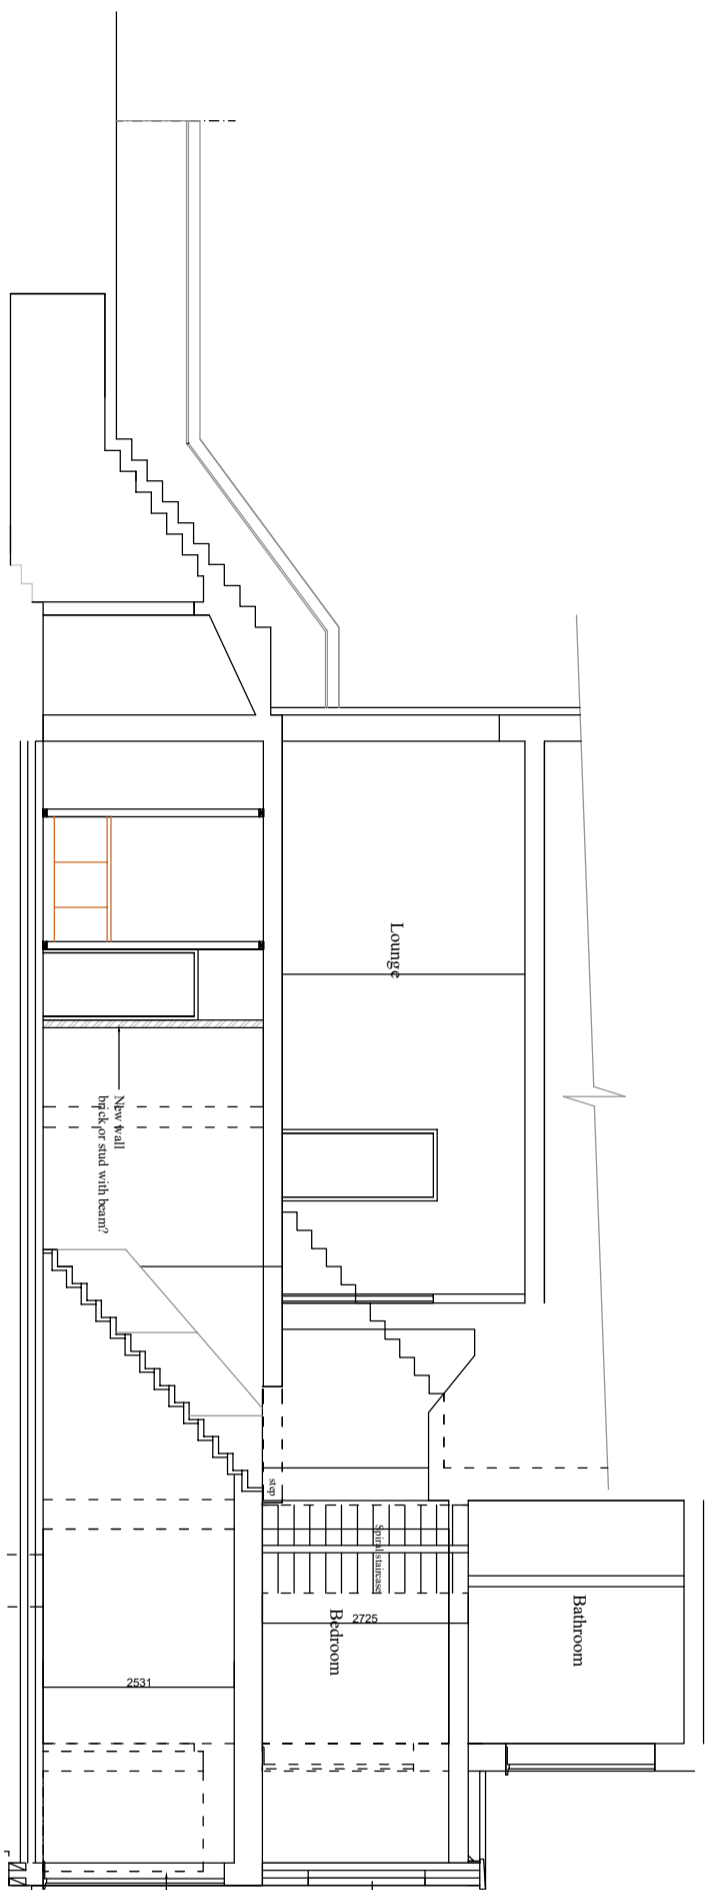 Lounge
New wall
brick or stud with beam?
step
Spiral staircase
2725
Bedroom
Bathroom
2531